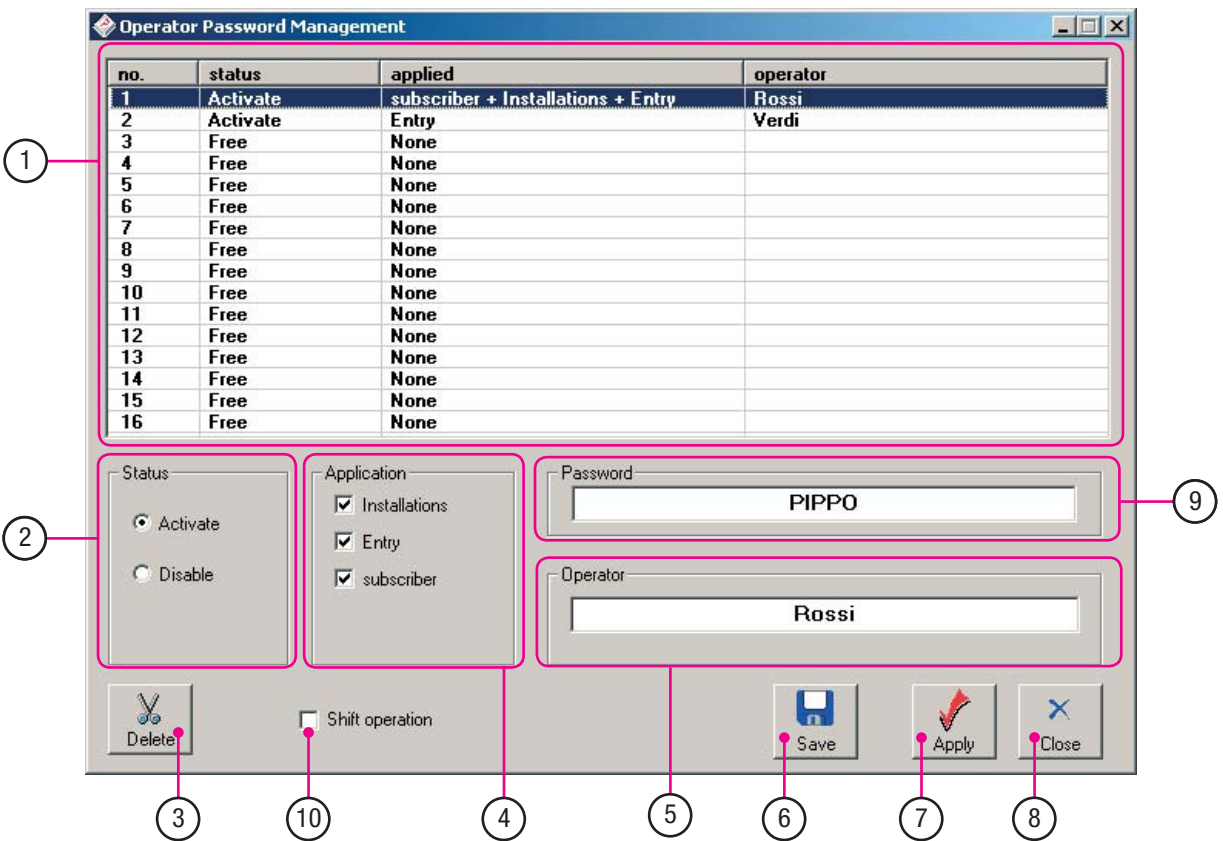 Operator Password Management
no. status applied operator
1 Activate subscriber + Installations + Entry Rossi
2 Activate Entry Verdi
3 Free None
4 Free None
5 Free None
6 Free None
7 Free None
8 Free None
9 Free None
10 Free None
11 Free None
12 Free None
13 Free None
14 Free None
15 Free None
16 Free None
1
Status
Activate
Disable
2
Application
Installations
Entry
subscriber
Password
PIPPO
9
Operator
Rossi
Delete
Shift operation
Save
Apply
Close
3 10 4 5 6 7 8